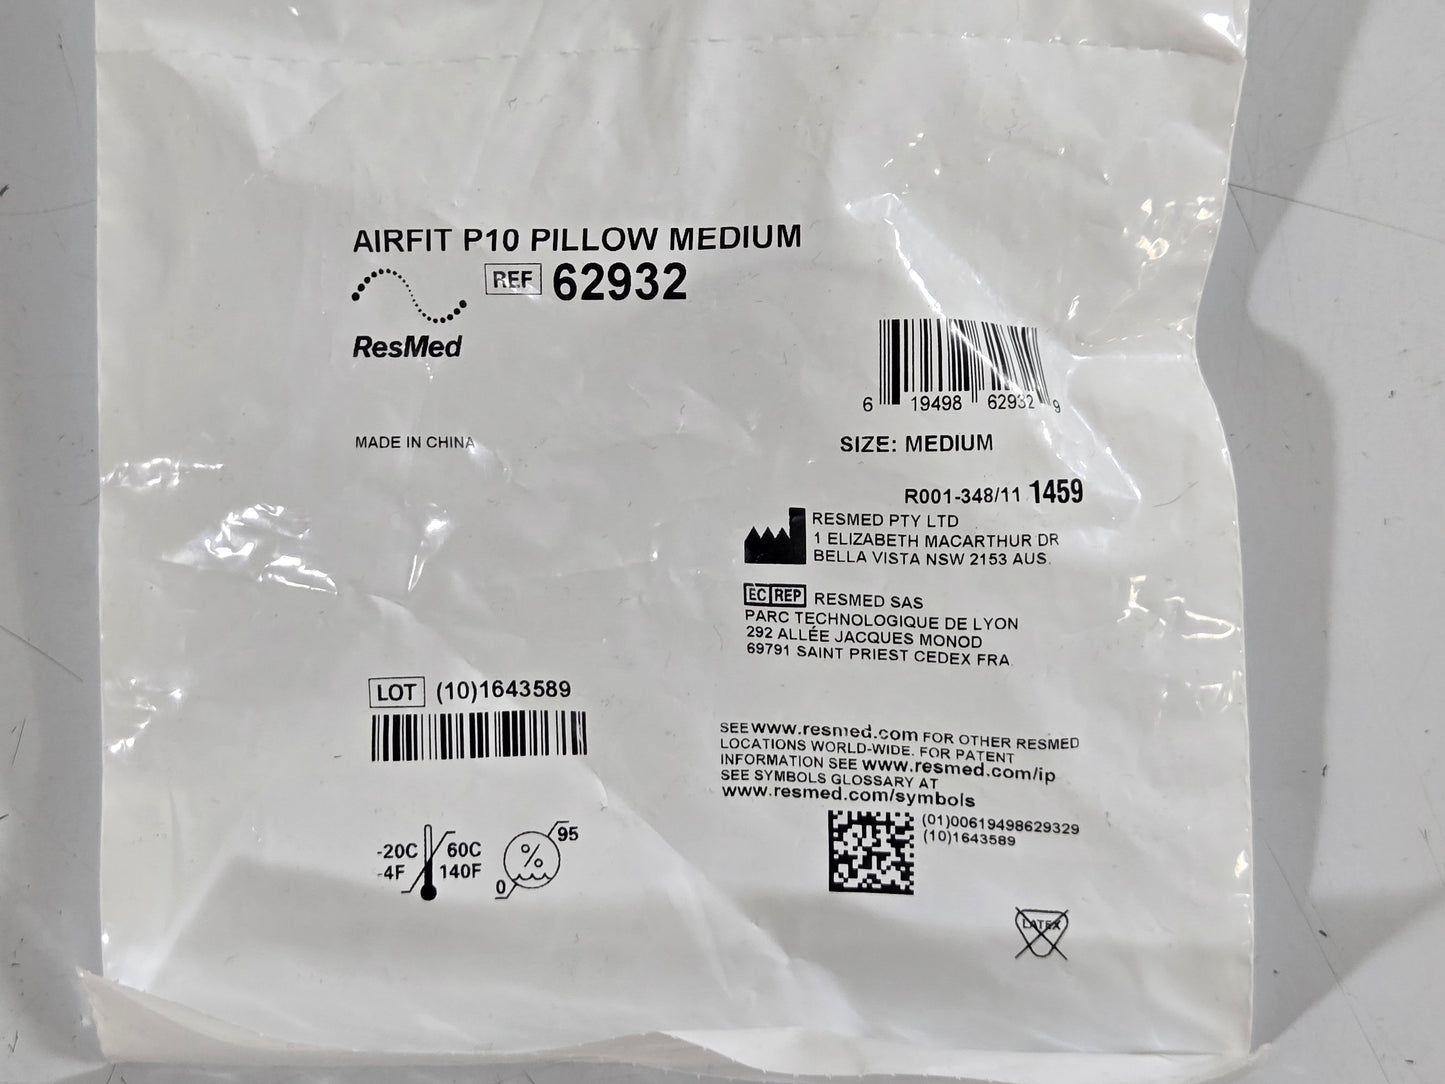 AIRFIT P10 PILLOW MEDIUM
REF 62932
ResMed
6 19498 62932 9
MADE IN CHINA
SIZE: MEDIUM
R001-348/11 1459
RESMED PTY LTD
1 ELIZABETH MACARTHUR DR
BELLA VISTA NSW 2153 AUS.
EC REP RESMED SAS
PARC TECHNOLOGIQUE DE LYON
292 ALLÉE JACQUES MONOD
69791 SAINT PRIEST CEDEX FRA.
LOT (10)1643589
SEE www.resmed.com FOR OTHER RESMED
LOCATIONS WORLD-WIDE. FOR PATENT
INFORMATION SEE www.resmed.com/ip
SEE SYMBOLS GLOSSARY AT
www.resmed.com/symbols
(01)00619498629329
(10)1643589
-20C 60C
-4F 140F
% 95
0
LATEX